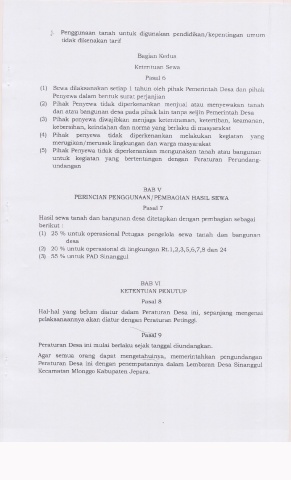 j. Penggunaan tanah untuk digunakan pendidikan/kepentingan umum
tidak dikenakan tarif
Bagian Kedua
Ketentuan Sewa
Pasal 6
(1) Sewa dilaksanakan setiap 1 tahun oleh pihak Pemerintah Desa dan pihak
Penyewa dalam bentuk surat perjanjian
(2) Pihak Penyewa tidak diperkenankan menjual atau menyewakan tanah
dan atau bangunan desa pada pihak lain tanpa seijin Pemerintah Desa
(3) Pihak penyewa diwajibkan menjaga ketentuman, ketertiban, keamanan,
kebersihan, keindahan dan norma yang berlaku di masyarakat
(4) Pihak penyewa tidak diperkenankan melakukan kegiatan yang
merugikan/merusak lingkungan dan warga masyarakat
(5) Pihak Penyewa tidak diperkenankan mengunakan tanah atau bangunan
untuk kegiatan yang bertentangan dengan Peraturan Perundang-
undangan
BAB V
PERINCIAN PENGGUNAAN/PEMBAGIAN HASIL SEWA
Pasal 7
Hasil sewa tanah dan bangunan desa ditetapkan dengan pembagian sebagai
berikut :
(1) 25 % untuk operasional Petugas pengelola sewa tanah dan bangunan
desa
(2) 20 % untuk operasional di lingkungan Rt.1,2,3,5,6,7,8 dan 24
(3) 55 % untuk PAD Sinanggul
BAB VI
KETENTUAN PENUTUP
Pasal 8
Hal-hal yang belum diatur dalam Peraturan Desa ini, sepanjang mengenai
pelaksanaannya akan diatur dengan Peraturan Petinggi.
Pasal 9
Peraturan Desa ini mulai berlaku sejak tanggal diundangkan.
Agar semua orang dapat mengetahuinya, memerintahkan pengundangan
Peraturan Desa ini dengan penempatannya dalam Lembaran Desa Sinanggul
Kecamatan Mlonggo Kabupaten Jepara.